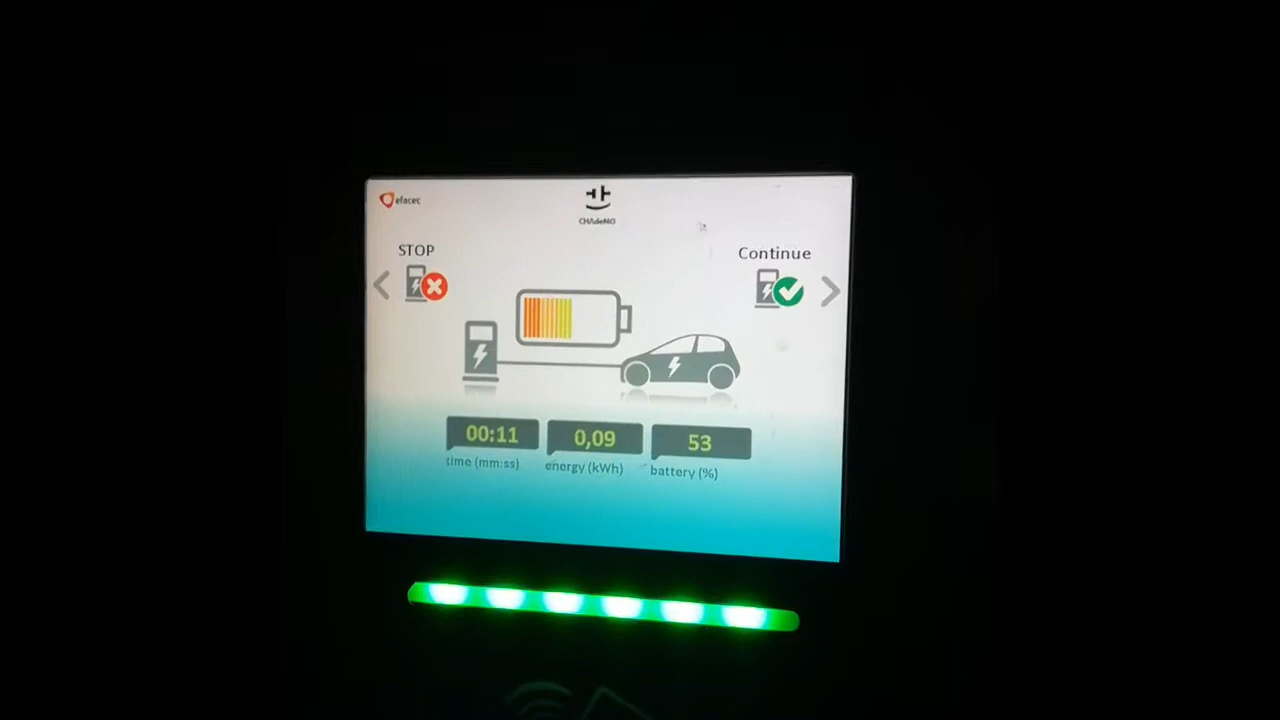 efacec
CHAdeMO
STOP
Continue
00:11
0,09
53
time (mm:ss)
energy (kWh)
battery (%)